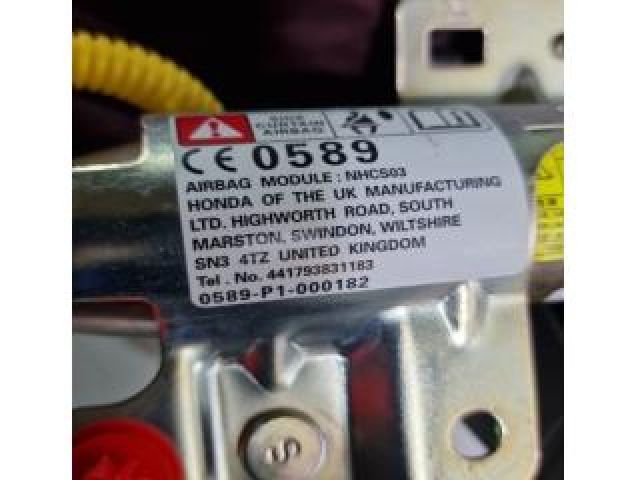 SIDE
CURTAIN
AIRBAG
CE 0589
AIRBAG MODULE: NHCS03
HONDA OF THE UK MANUFACTURING
LTD. HIGHWORTH ROAD, SOUTH
MARSTON, SWINDON, WILTSHIRE
SN3 4TZ UNITED KINGDOM
Tel. No. 441793831183
0589-P1-000182
S